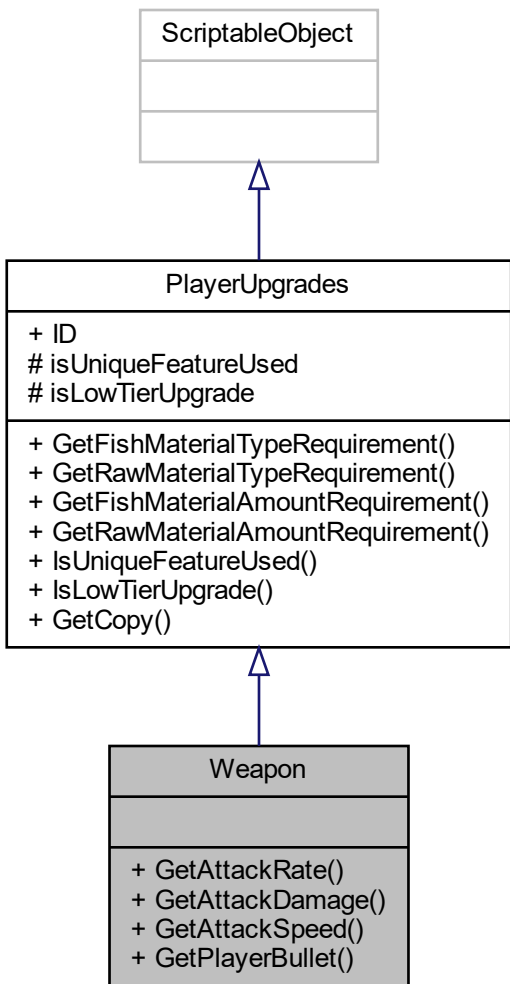 ScriptableObject
PlayerUpgrades
+ ID
# isUniqueFeatureUsed
# isLowTierUpgrade
+ GetFishMaterialTypeRequirement()
+ GetRawMaterialTypeRequirement()
+ GetFishMaterialAmountRequirement()
+ GetRawMaterialAmountRequirement()
+ IsUniqueFeatureUsed()
+ IsLowTierUpgrade()
+ GetCopy()
Weapon
+ GetAttackRate()
+ GetAttackDamage()
+ GetAttackSpeed()
+ GetPlayerBullet()